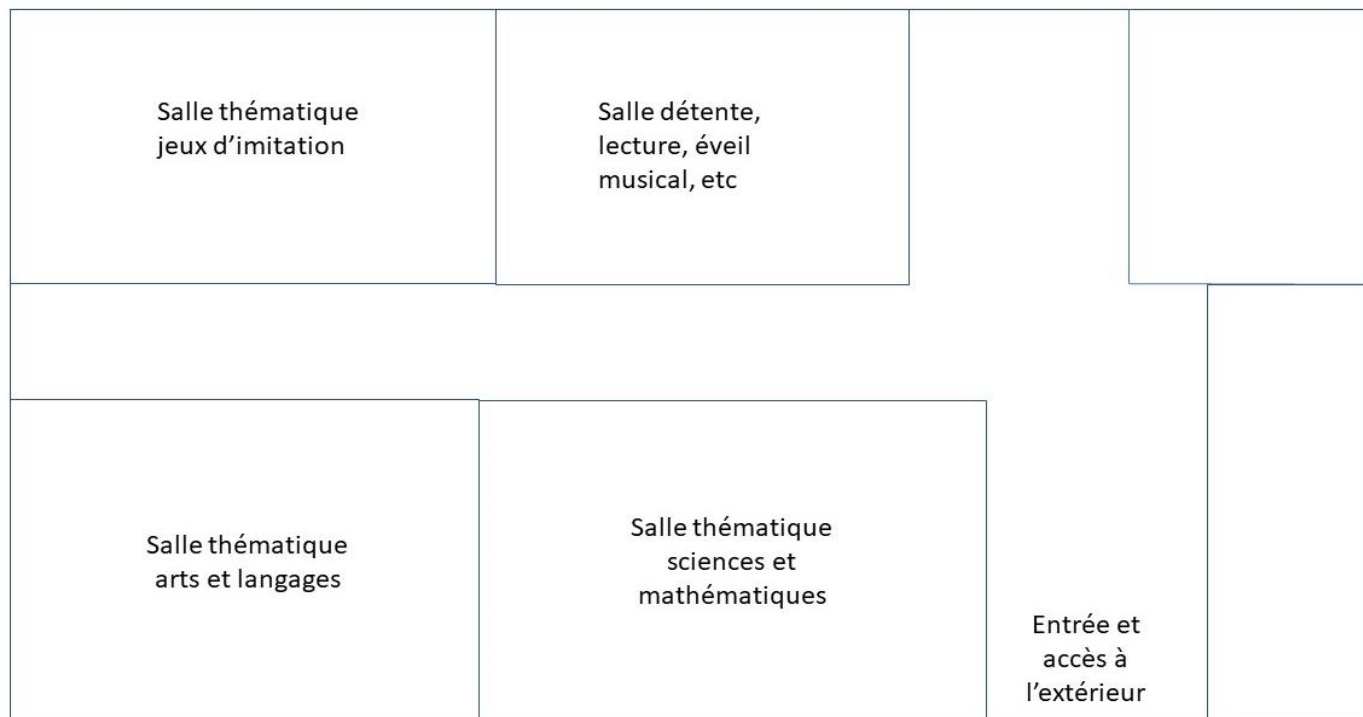 Salle thématique
jeux d’imitation
Salle détente,
lecture, éveil
musical, etc
Salle thématique
arts et langages
Salle thématique
sciences et
mathématiques
Entrée et
accès à
l’extérieur